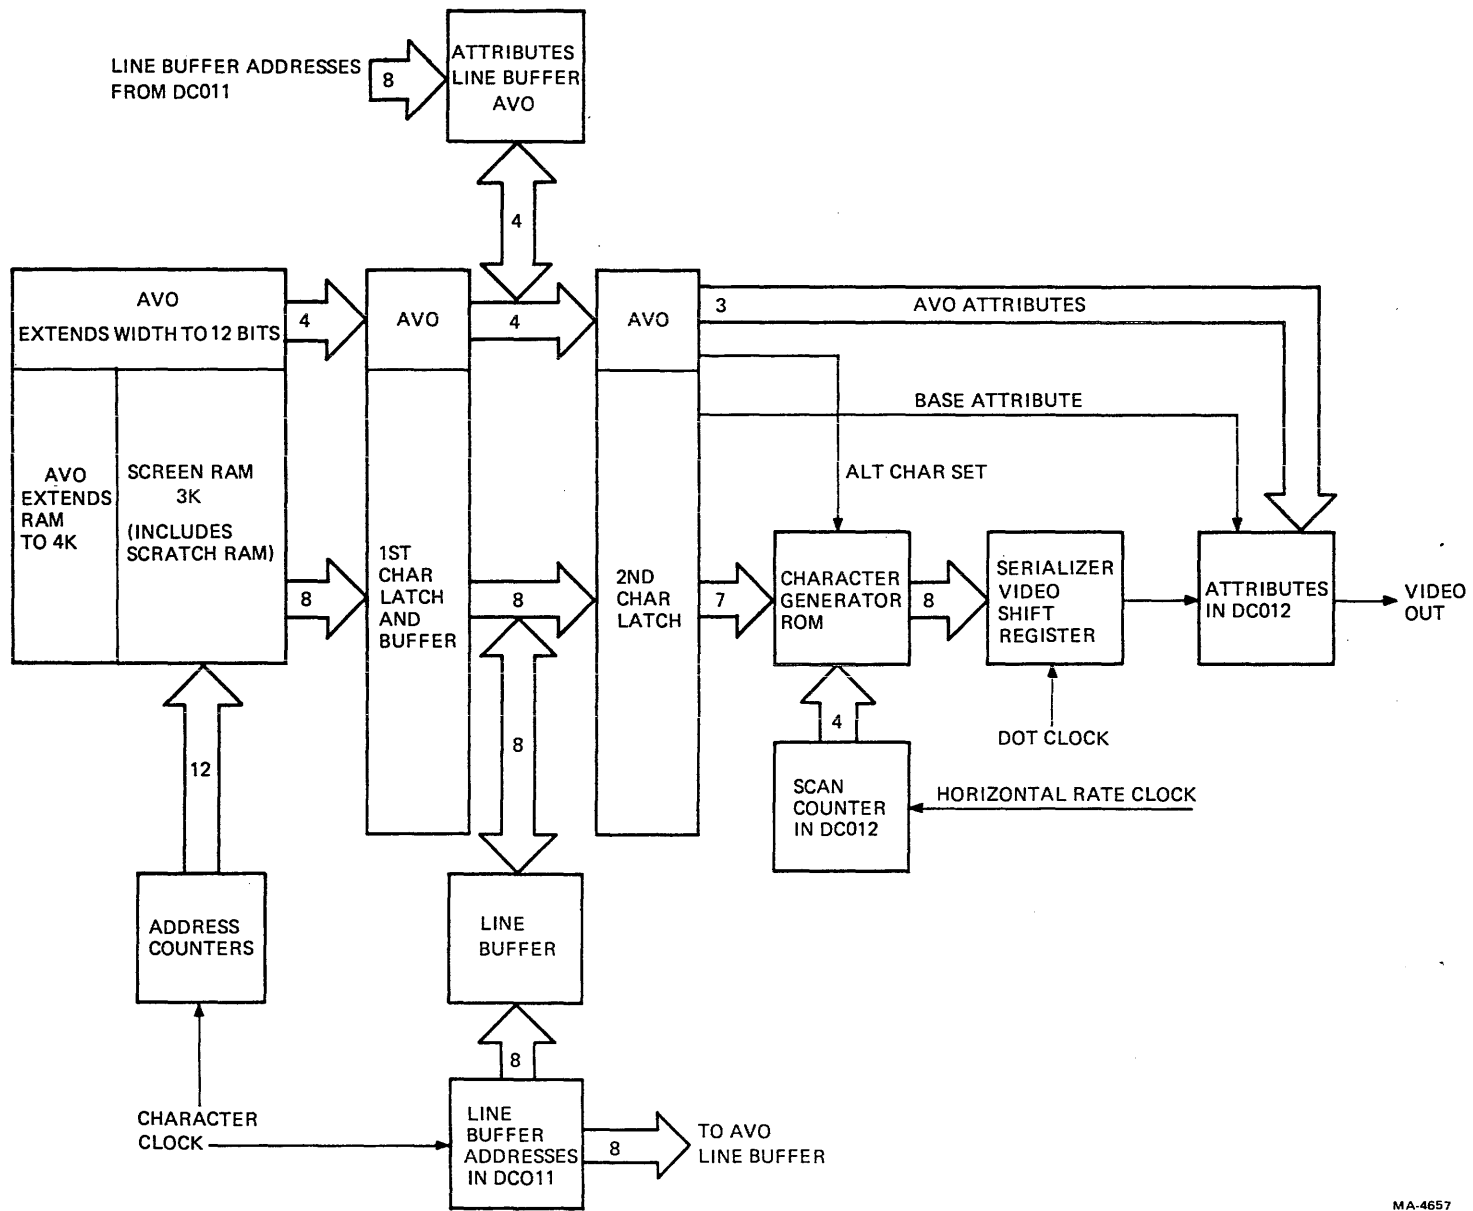 LINE BUFFER ADDRESSES
FROM DC011
8
ATTRIBUTES
LINE BUFFER
AVO
4
AVO
EXTENDS WIDTH TO 12 BITS
4
AVO
4
AVO
3
AVO ATTRIBUTES
BASE ATTRIBUTE
ALT CHAR SET
AVO
EXTENDS
RAM
TO 4K
SCREEN RAM
3K
(INCLUDES
SCRATCH RAM)
8
1ST
CHAR
LATCH
AND
BUFFER
8
2ND
CHAR
LATCH
7
CHARACTER
GENERATOR
ROM
8
SERIALIZER
VIDEO
SHIFT
REGISTER
ATTRIBUTES
IN DC012
VIDEO
OUT
12
8
4
DOT CLOCK
SCAN
COUNTER
IN DC012
HORIZONTAL RATE CLOCK
ADDRESS
COUNTERS
LINE
BUFFER
8
CHARACTER
CLOCK
LINE
BUFFER
ADDRESSES
IN DC011
8
TO AVO
LINE BUFFER
MA-4657